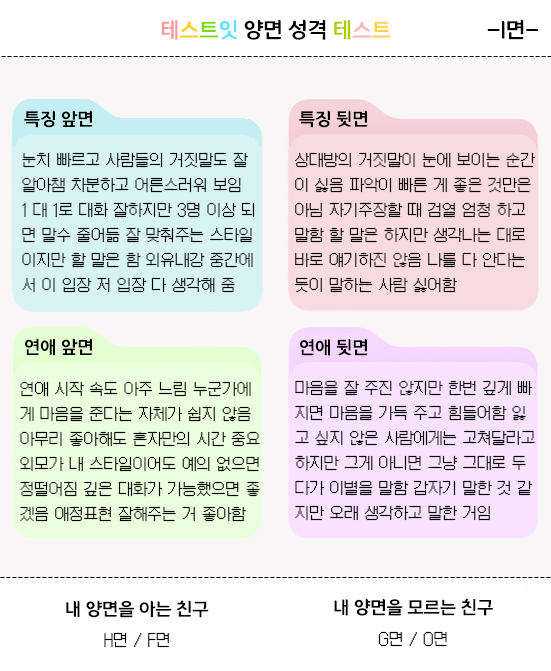 테스트잇 양면 성격 테스트
-I면-
특징 앞면
눈치 빠르고 사람들의 거짓말도 잘
알아챔 차분하고 어른스러워 보임
1 대 1로 대화 잘하지만 3명 이상 되
면 말수 줄어듦 잘 맞춰주는 스타일
이지만 할 말은 함 외유내강 중간에
서 이 입장 저 입장 다 생각해 줌
특징 뒷면
상대방의 거짓말이 눈에 보이는 순간
이 싫음 파악이 빠른 게 좋은 것만은
아님 자기주장할 때 검열 엄청 하고
말함 할 말은 하지만 생각나는 대로
바로 얘기하진 않음 나를 다 안다는
듯이 말하는 사람 싫어함
연애 앞면
연애 시작 속도 아주 느림 누군가에
게 마음을 준다는 자체가 쉽지 않음
아무리 좋아해도 혼자만의 시간 중요
외모가 내 스타일이어도 예의 없으면
정떨어짐 깊은 대화가 가능했으면 좋
겠음 애정표현 잘해주는 거 좋아함
연애 뒷면
마음을 잘 주진 않지만 한번 깊게 빠
지면 마음을 가득 주고 힘들어함 잃
고 싶지 않은 사람에게는 고쳐달라고
하지만 그게 아니면 그냥 그대로 두
다가 이별을 말함 갑자기 말한 것 같
지만 오래 생각하고 말한 거임
내 양면을 아는 친구
H면 / F면
내 양면을 모르는 친구
G면 / O면